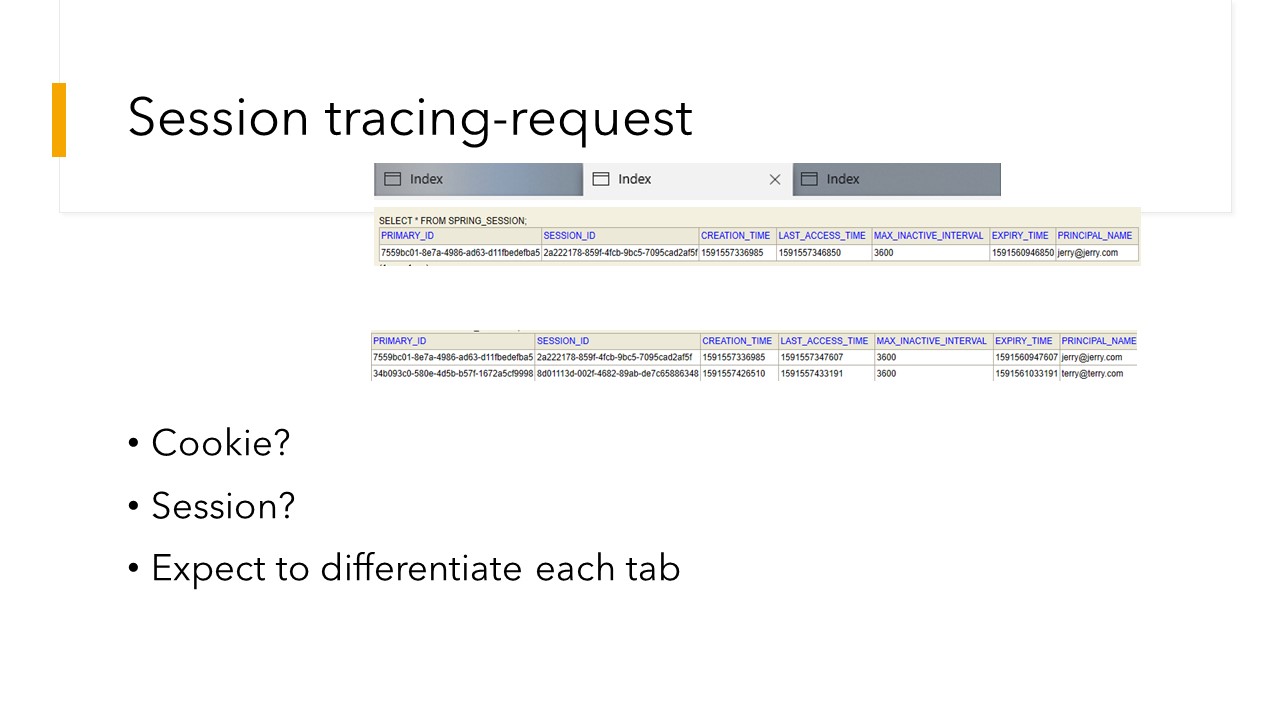 Session tracing-request
Index Index Index
SELECT * FROM SPRING_SESSION;
PRIMARY_ID SESSION_ID CREATION_TIME LAST_ACCESS_TIME MAX_INACTIVE_INTERVAL EXPIRY_TIME PRINCIPAL_NAME
7559bc01-8e7a-4986-ad63-d11fbedefba5 2a222178-859f-4fcb-9bc5-7095cad2af5f 1591557336985 1591557346850 3600 1591560946850 jerry@jerry.com
PRIMARY_ID SESSION_ID CREATION_TIME LAST_ACCESS_TIME MAX_INACTIVE_INTERVAL EXPIRY_TIME PRINCIPAL_NAME
7559bc01-8e7a-4986-ad63-d11fbedefba5 2a222178-859f-4fcb-9bc5-7095cad2af5f 1591557336985 1591557347607 3600 1591560947607 jerry@jerry.com
34b093c0-580e-4d5b-b57f-1672a5cf9998 8d01113d-002f-4682-89ab-de7c65886348 1591557426510 1591557433191 3600 1591561033191 terry@terry.com
• Cookie?
• Session?
• Expect to differentiate each tab